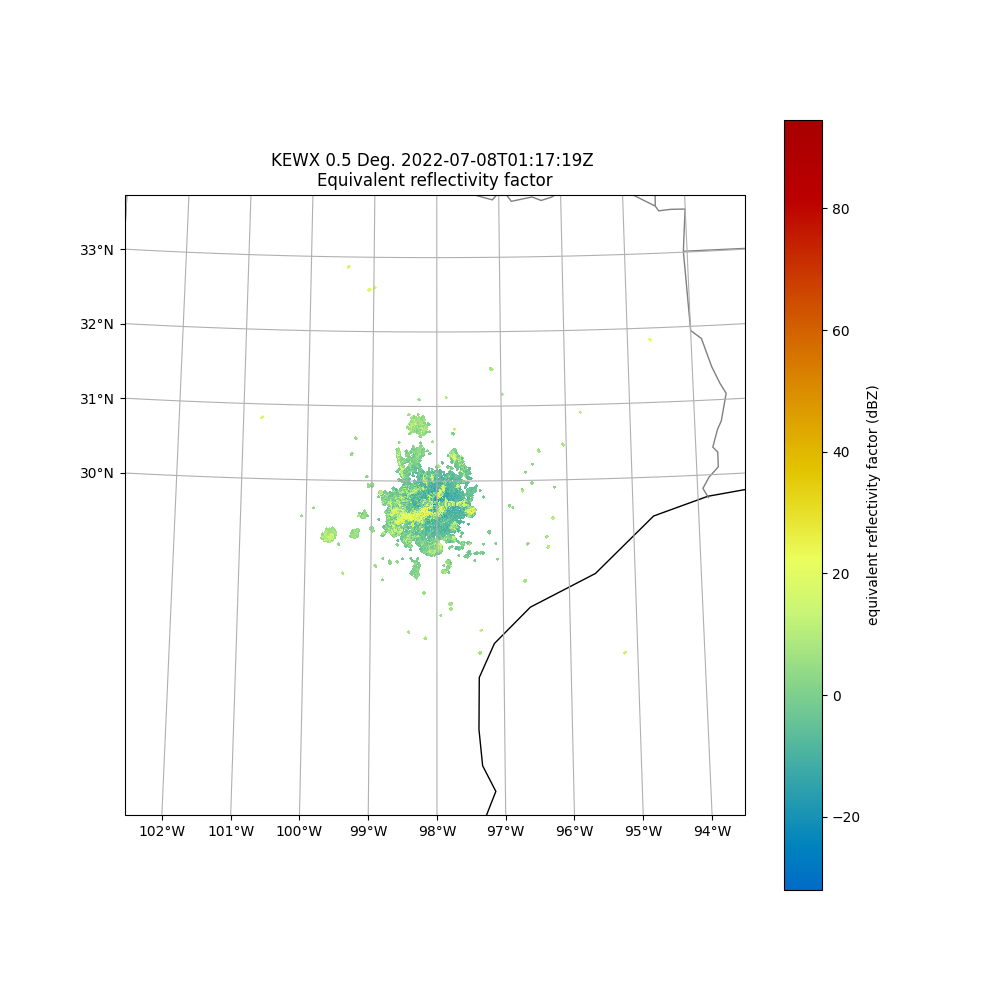 KEWX 0.5 Deg. 2022-07-08T01:17:19Z
Equivalent reflectivity factor
33°N
32°N
31°N
30°N
102°W 101°W 100°W 99°W 98°W 97°W 96°W 95°W 94°W
80
60
40
20
0
−20
equivalent reflectivity factor (dBZ)